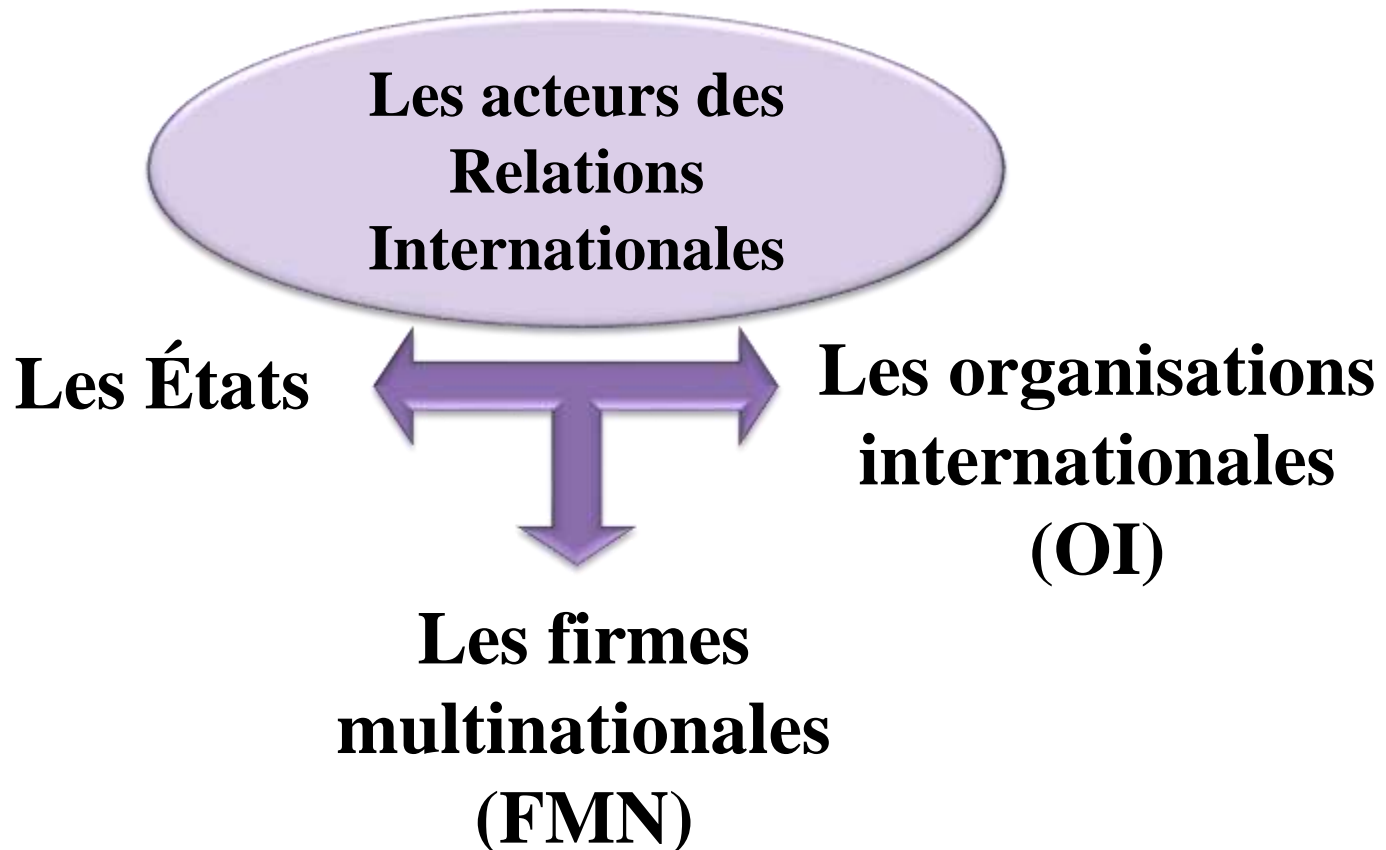 Les acteurs des
Relations
Internationales
Les États
Les organisations
internationales
(OI)
Les firmes
multinationales
(FMN)